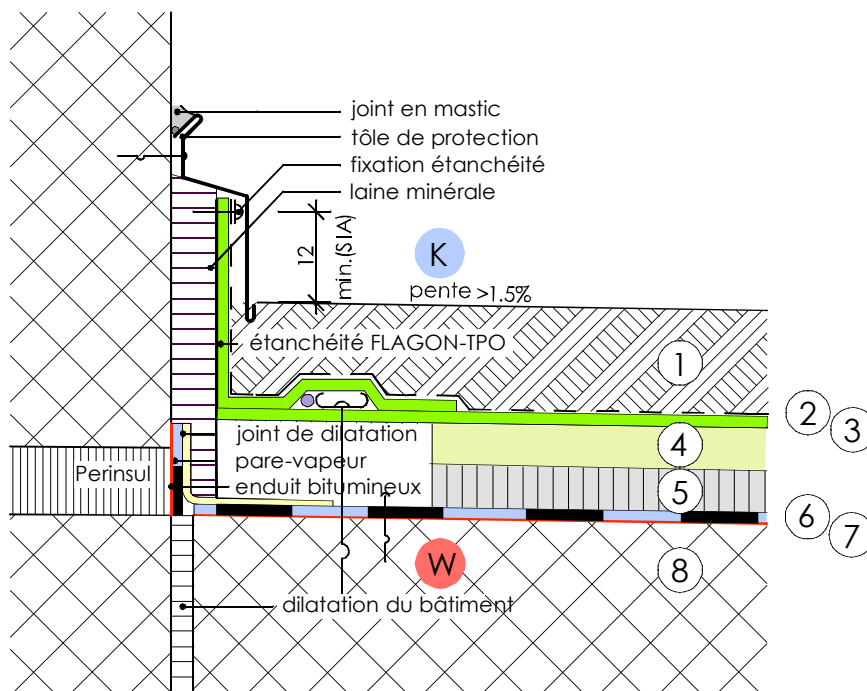 joint en mastic
tôle de protection
fixation étanchéité
laine minérale
12
min.(SIA)
K
pente >1.5%
étanchéité FLAGON-TPO
1
2
3
joint de dilatation
4
Perinsul
pare-vapeur
enduit bitumineux
5
6
7
W
8
dilatation du bâtiment